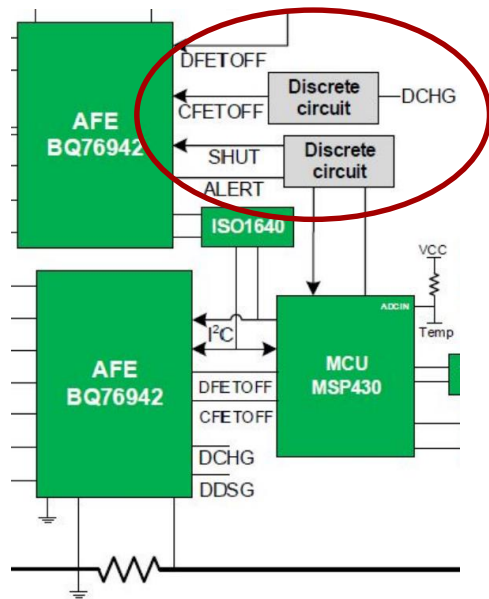 DFETOFF
Discrete
circuit
DCHG
CFETOFF
AFE
BQ76942
SHUT
Discrete
circuit
ALERT
ISO1640
VCC
ADCIN
Temp
I²C
MCU
MSP430
AFE
BQ76942
DFETOFF
CFETOFF
DCHG
DDSG